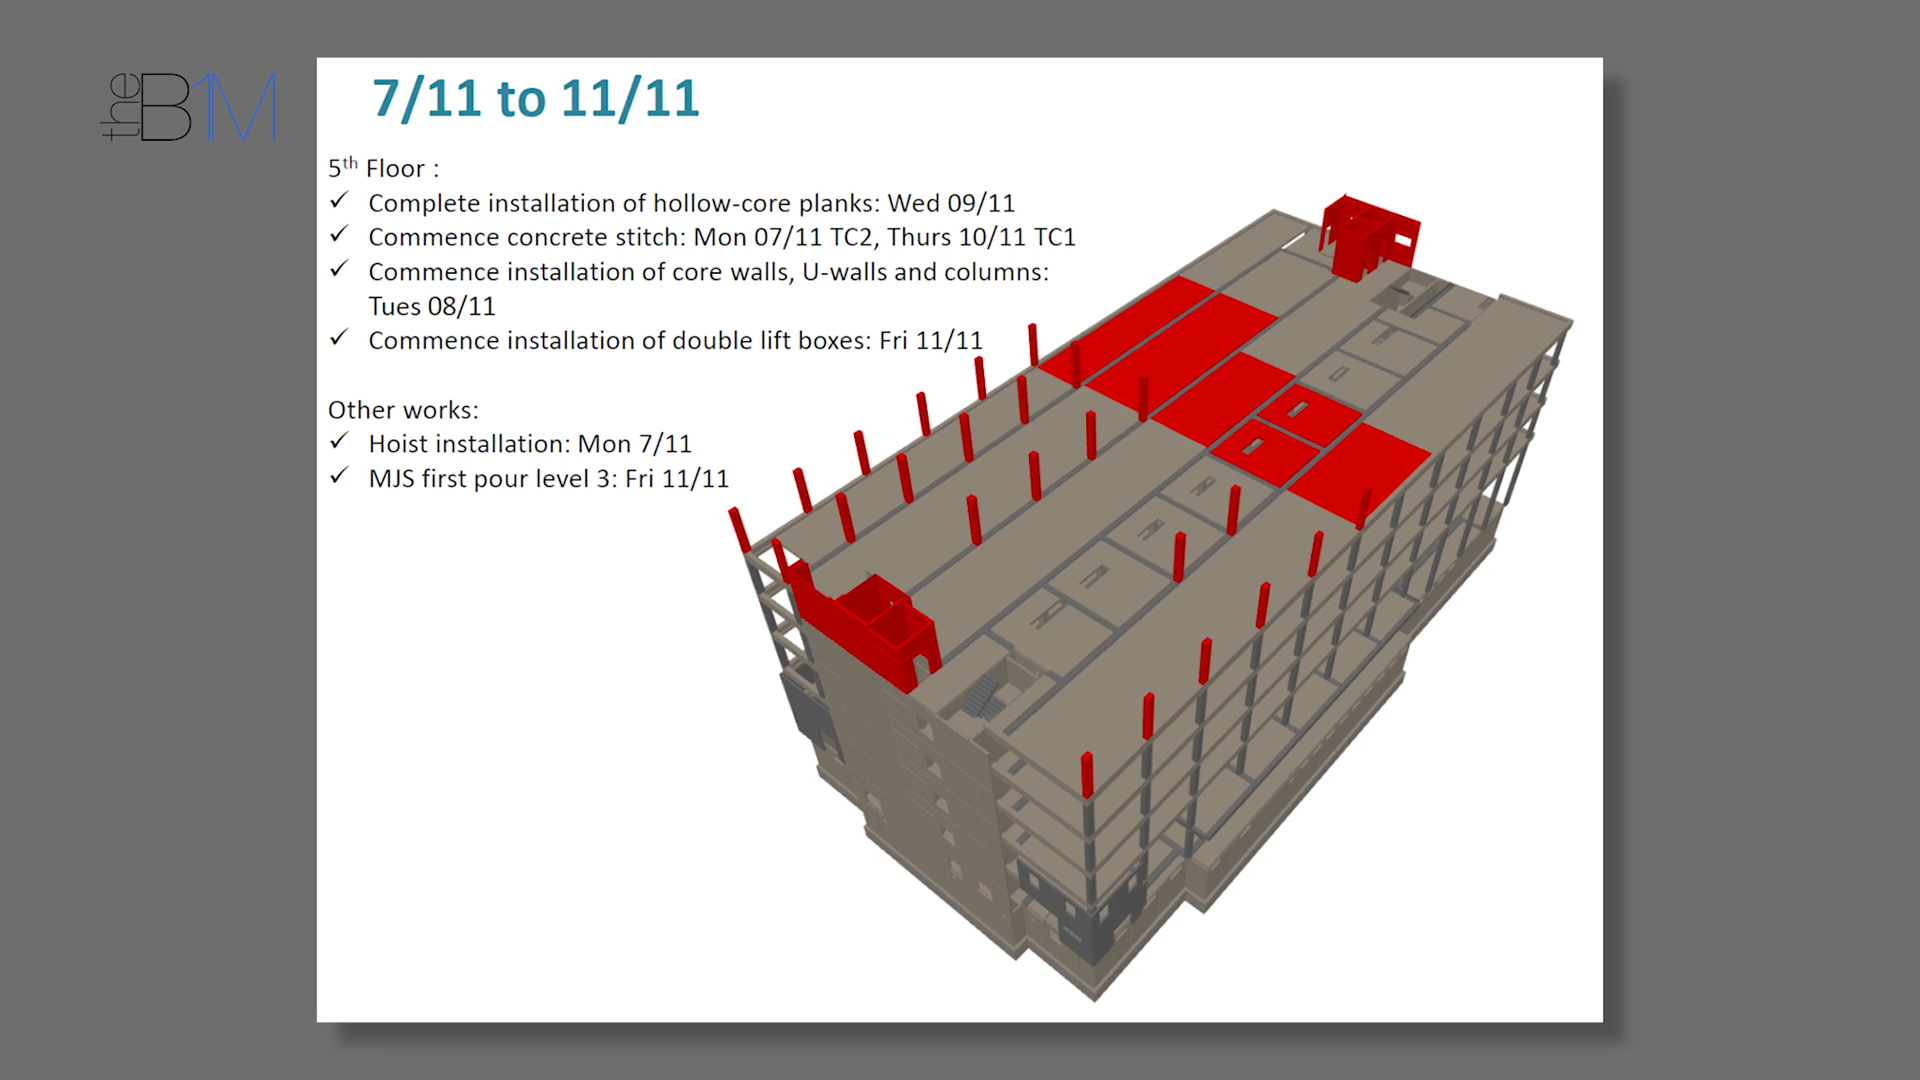 the B1M
7/11 to 11/11
5th Floor :
✓ Complete installation of hollow-core planks: Wed 09/11
✓ Commence concrete stitch: Mon 07/11 TC2, Thurs 10/11 TC1
✓ Commence installation of core walls, U-walls and columns:
Tues 08/11
✓ Commence installation of double lift boxes: Fri 11/11
Other works:
✓ Hoist installation: Mon 7/11
✓ MJS first pour level 3: Fri 11/11